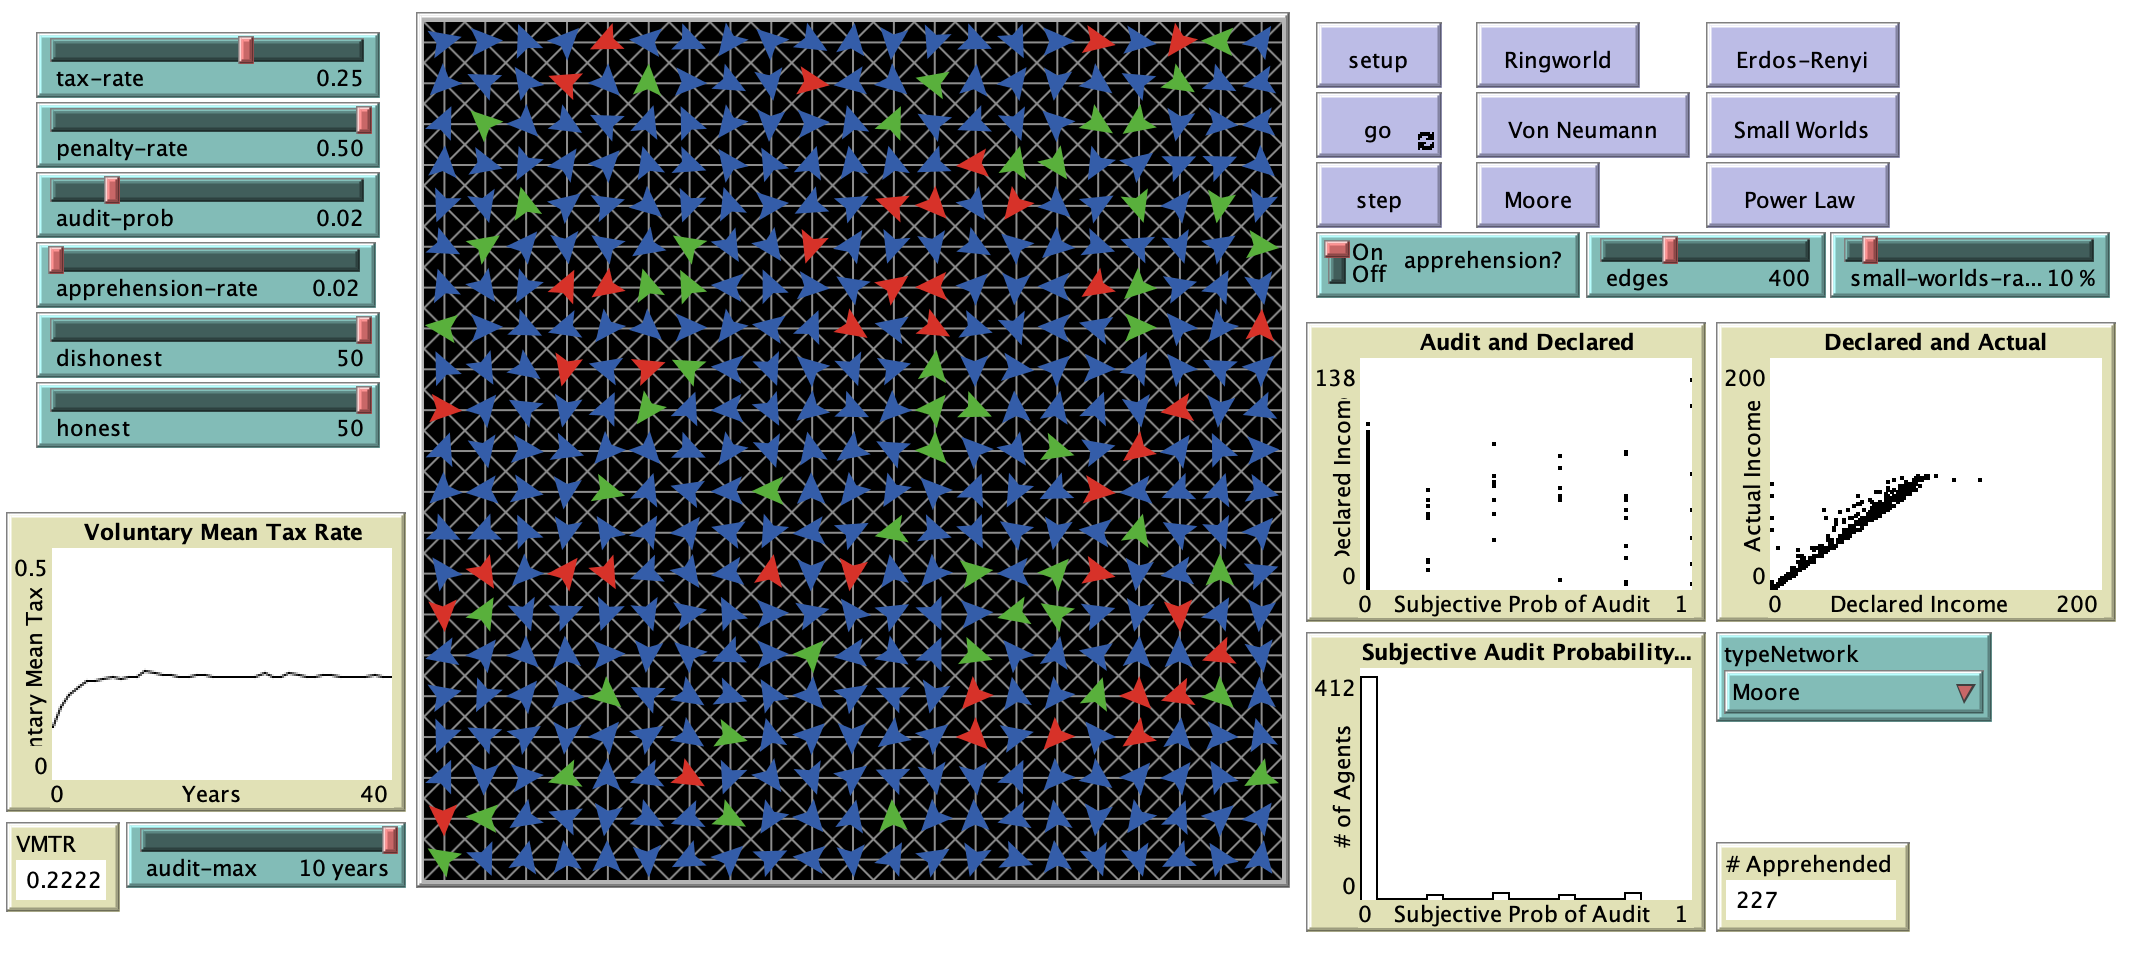 tax-rate 0.25
penalty-rate 0.50
audit-prob 0.02
apprehension-rate 0.02
dishonest 50
honest 50
Voluntary Mean Tax Rate
0.5
ntary Mean Tax
0
0 Years 40
VMTR
0.2222
audit-max 10 years
setup
Ringworld
Erdos-Renyi
go
Von Neumann
Small Worlds
step
Moore
Power Law
On
Off
apprehension?
edges 400
small-worlds-ra... 10 %
Audit and Declared
138
Declared Incom
0
0 Subjective Prob of Audit 1
Declared and Actual
200
Actual Income
0
0 Declared Income 200
Subjective Audit Probability...
412
# of Agents
0
0 Subjective Prob of Audit 1
typeNetwork
Moore
# Apprehended
227